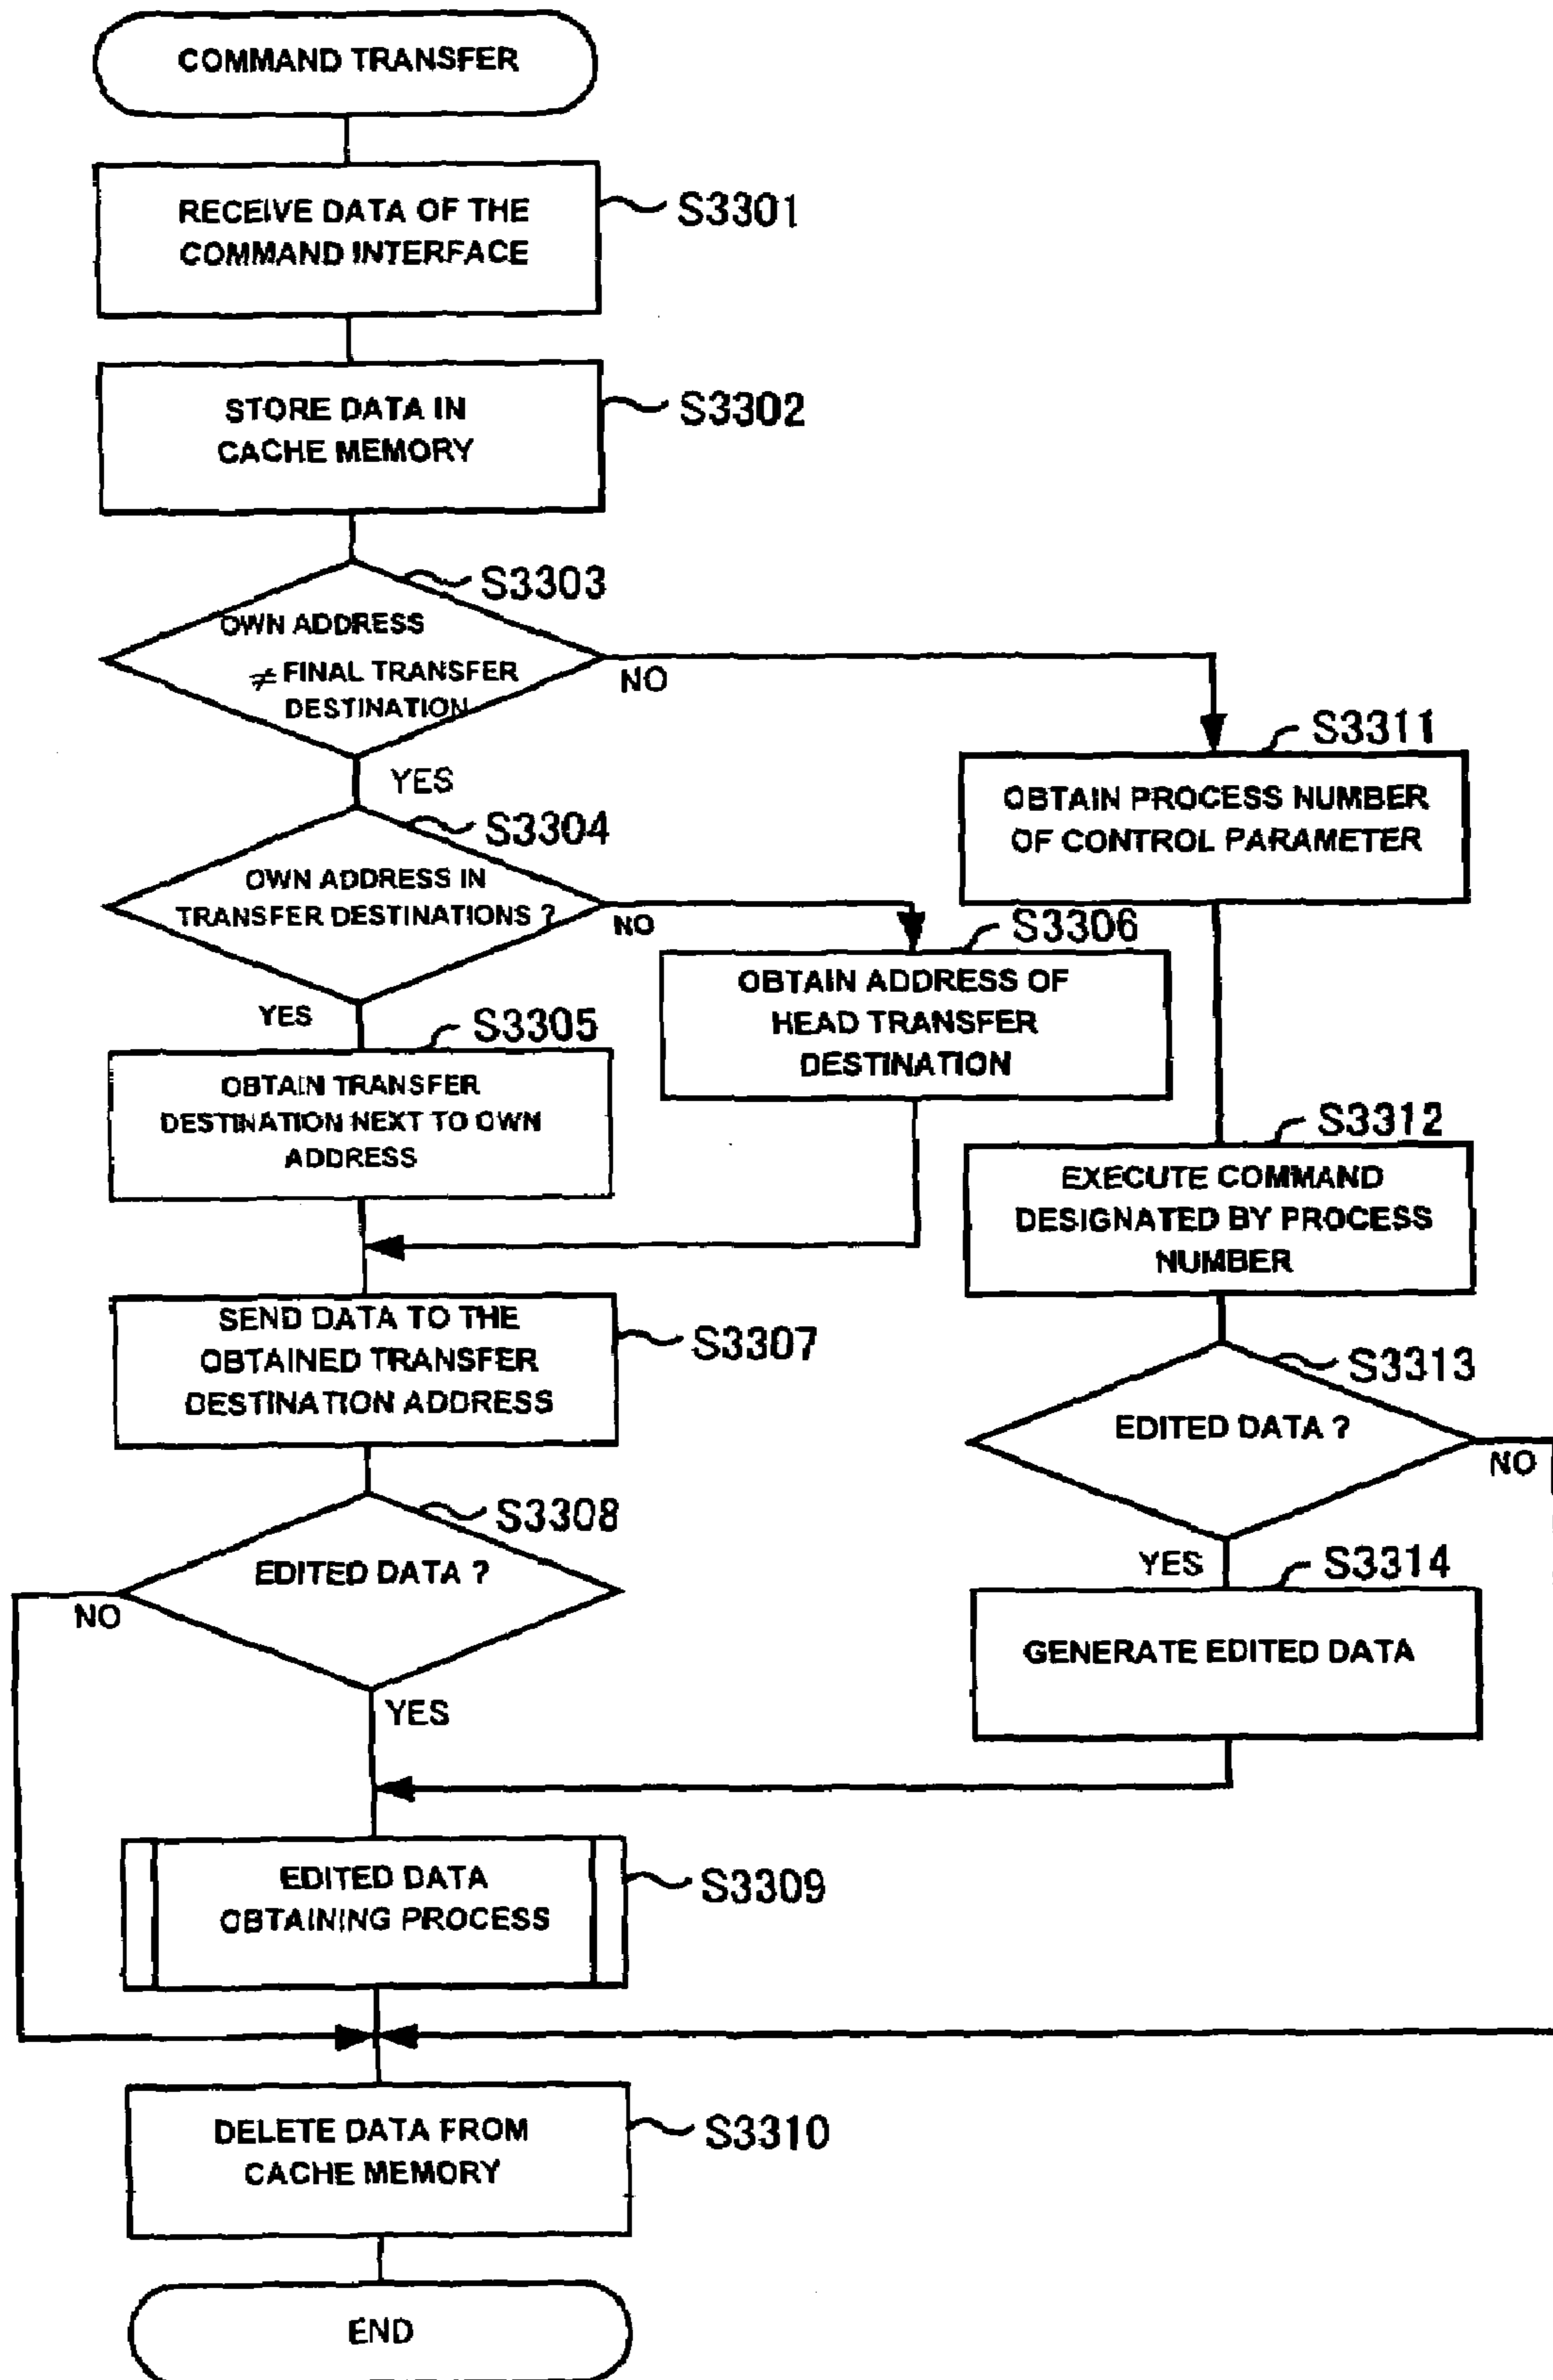 COMMAND TRANSFER
RECEIVE DATA OF THE
COMMAND INTERFACE
S3301
STORE DATA IN
CACHE MEMORY
S3302
S3303
OWN ADDRESS
≠ FINAL TRANSFER
DESTINATION
NO
YES
S3304
OWN ADDRESS IN
TRANSFER DESTINATIONS ?
NO
YES
S3305
OBTAIN TRANSFER
DESTINATION NEXT TO OWN
ADDRESS
S3306
OBTAIN ADDRESS OF
HEAD TRANSFER
DESTINATION
SEND DATA TO THE
OBTAINED TRANSFER
DESTINATION ADDRESS
S3307
S3308
EDITED DATA ?
NO
YES
EDITED DATA
OBTAINING PROCESS
S3309
DELETE DATA FROM
CACHE MEMORY
S3310
END
S3311
OBTAIN PROCESS NUMBER
OF CONTROL PARAMETER
S3312
EXECUTE COMMAND
DESIGNATED BY PROCESS
NUMBER
S3313
EDITED DATA ?
NO
YES
S3314
GENERATE EDITED DATA